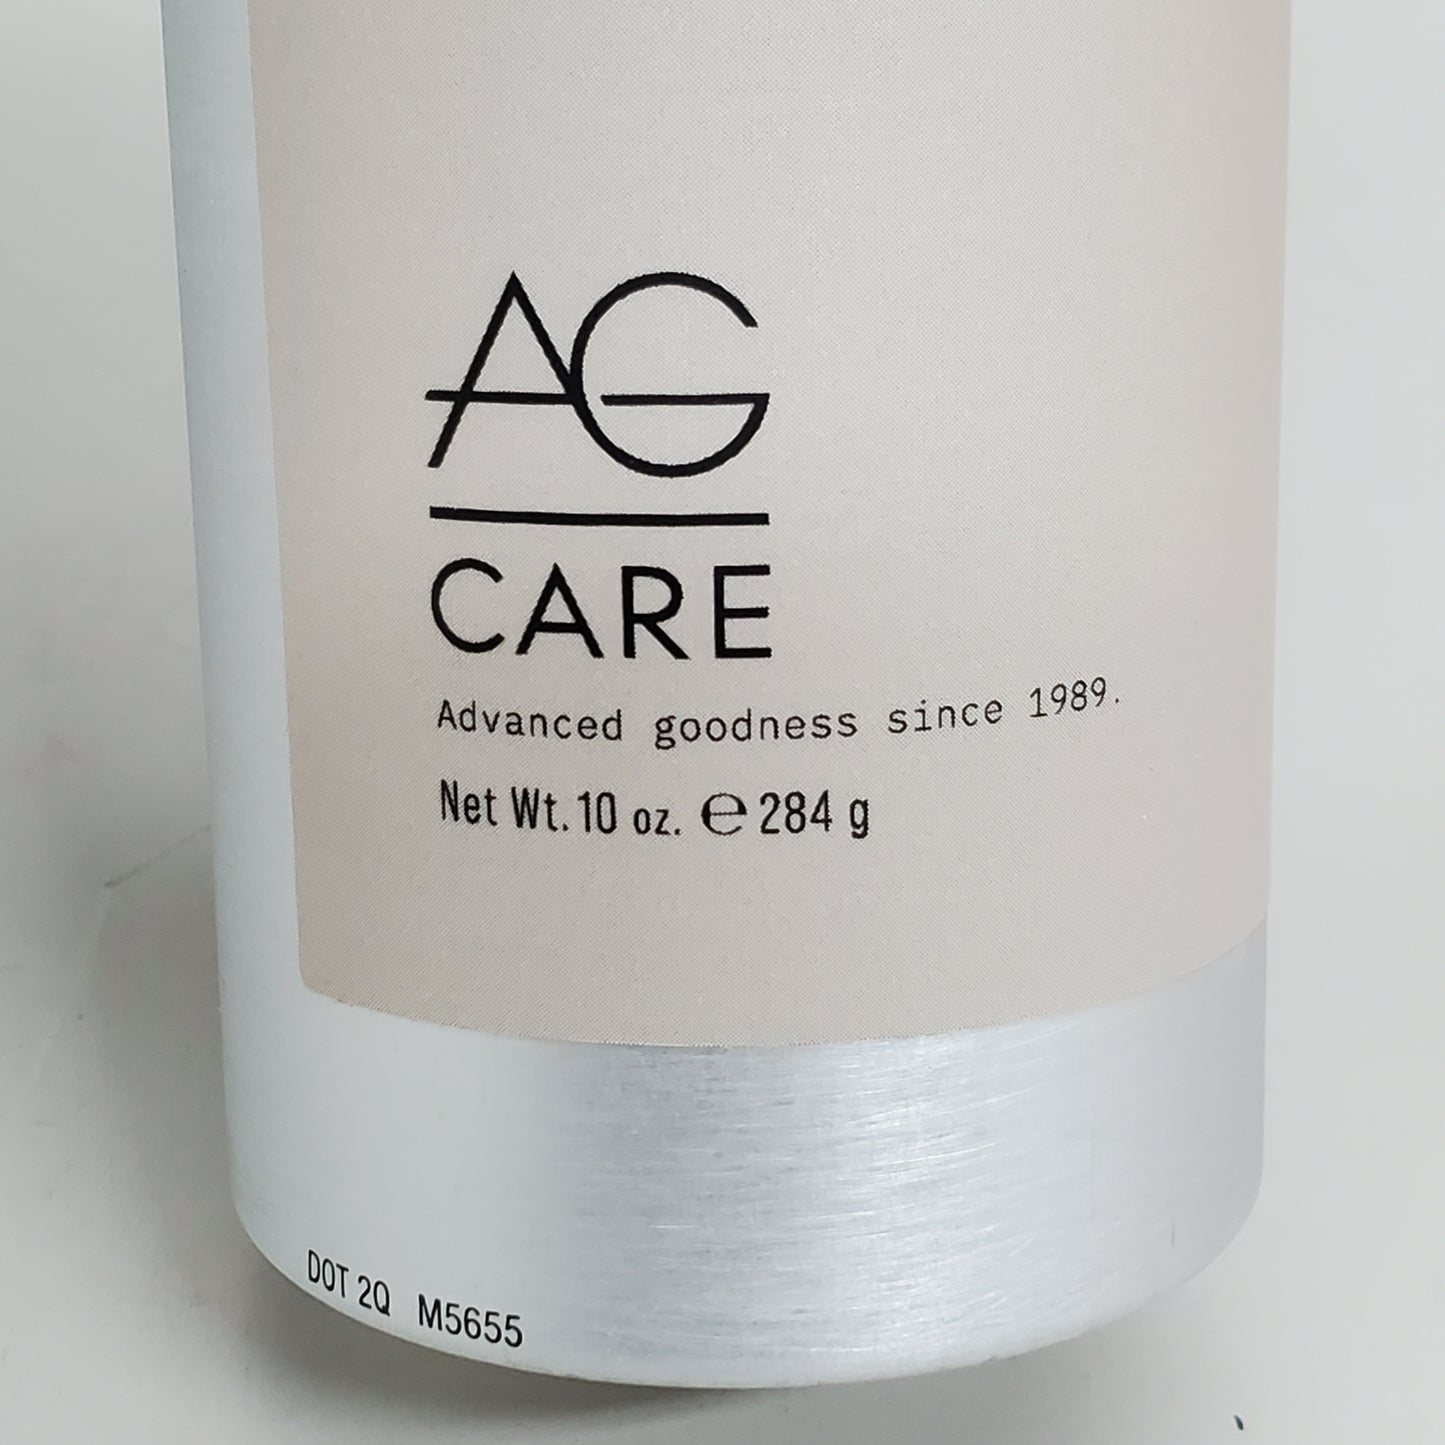 AG
CARE
Advanced goodness since 1989.
Net Wt. 10 oz. ℮ 284 g
DOT 2Q M5655